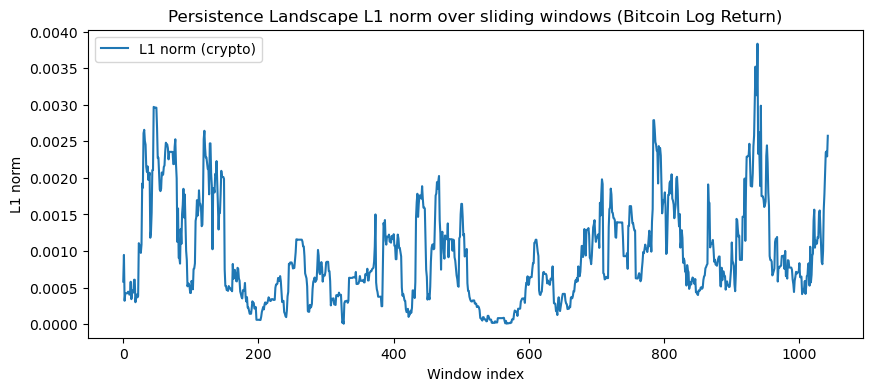 Persistence Landscape L1 norm over sliding windows (Bitcoin Log Return)
L1 norm (crypto)
L1 norm
0.0040
0.0035
0.0030
0.0025
0.0020
0.0015
0.0010
0.0005
0.0000
0 200 400 600 800 1000
Window index